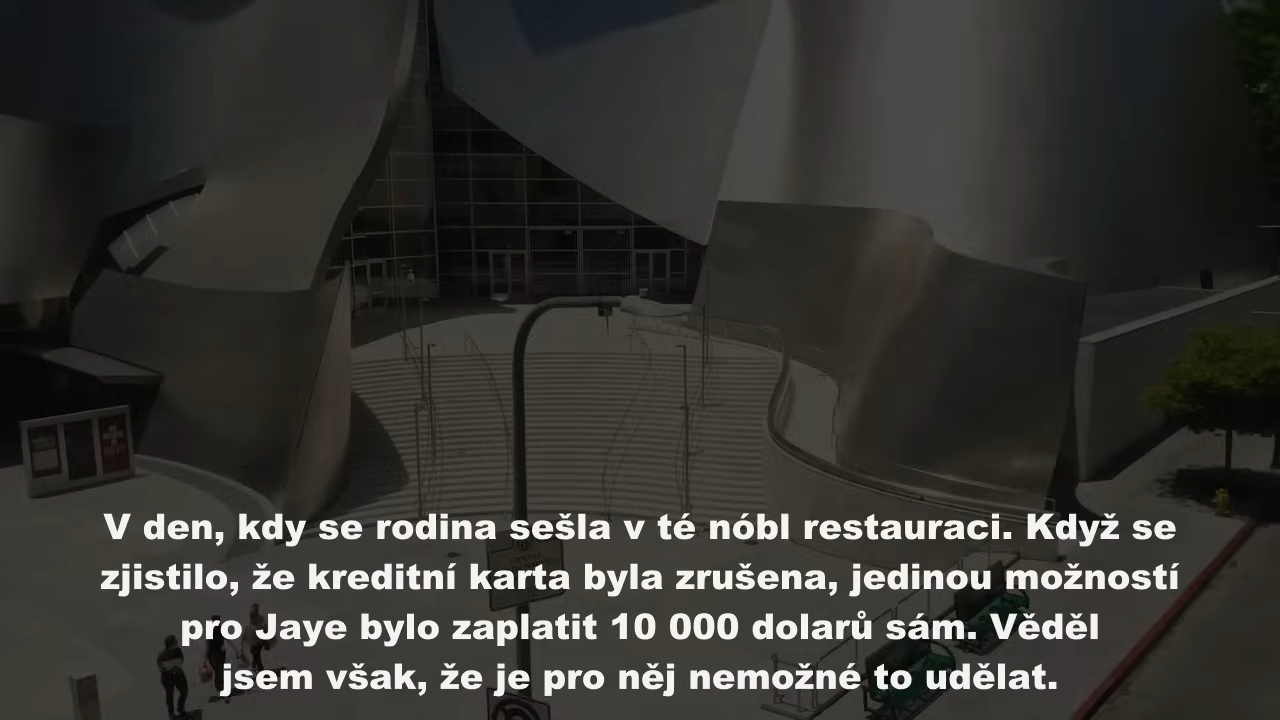 V den, kdy se rodina sešla v té nóbl restauraci. Když se
zjistilo, že kreditní karta byla zrušena, jedinou možností
pro Jaye bylo zaplatit 10 000 dolarů sám. Věděl
jsem však, že je pro něj nemožné to udělat.